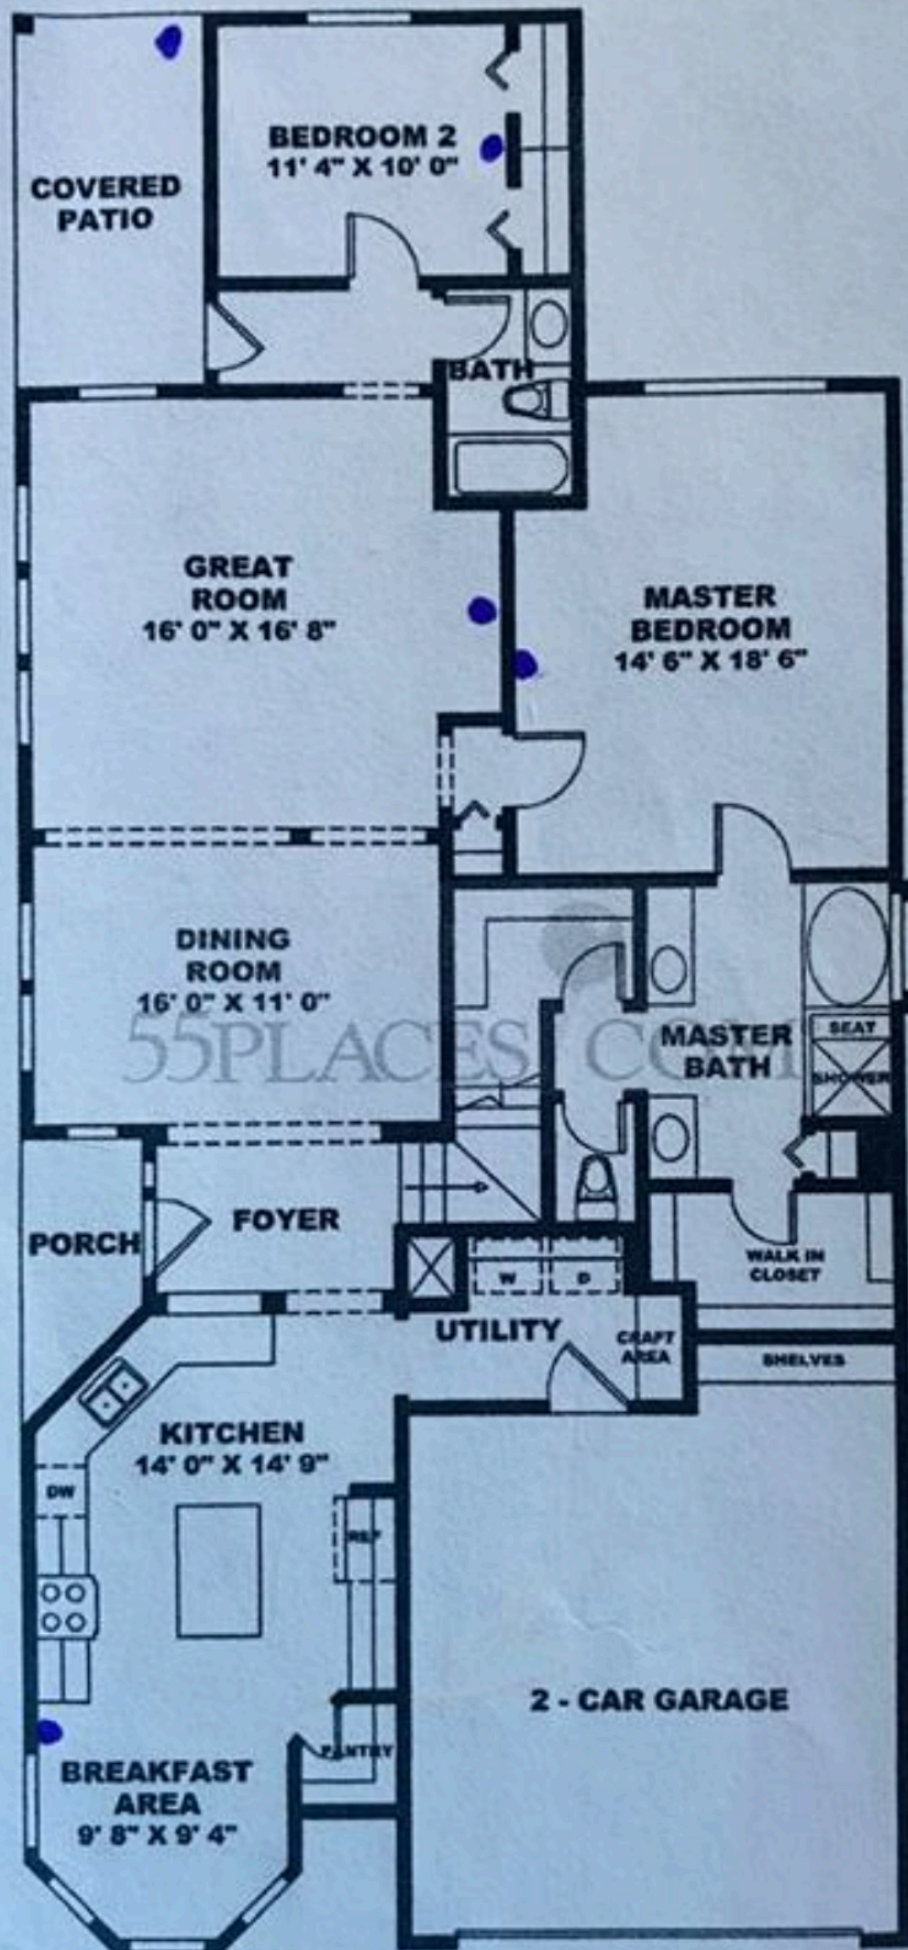 BEDROOM 2
11' 4" X 10' 0"
COVERED
PATIO
BATH
GREAT
ROOM
16' 0" X 16' 8"
MASTER
BEDROOM
14' 6" X 18' 6"
DINING
ROOM
16' 0" X 11' 0"
55PLACES COM
MASTER
BATH
SEAT
SHOWER
PORCH
FOYER
WALK IN
CLOSET
W
D
UTILITY
CRAFT
AREA
SHELVES
KITCHEN
14' 0" X 14' 9"
DW
REF
2 - CAR GARAGE
PANTRY
BREAKFAST
AREA
9' 8" X 9' 4"